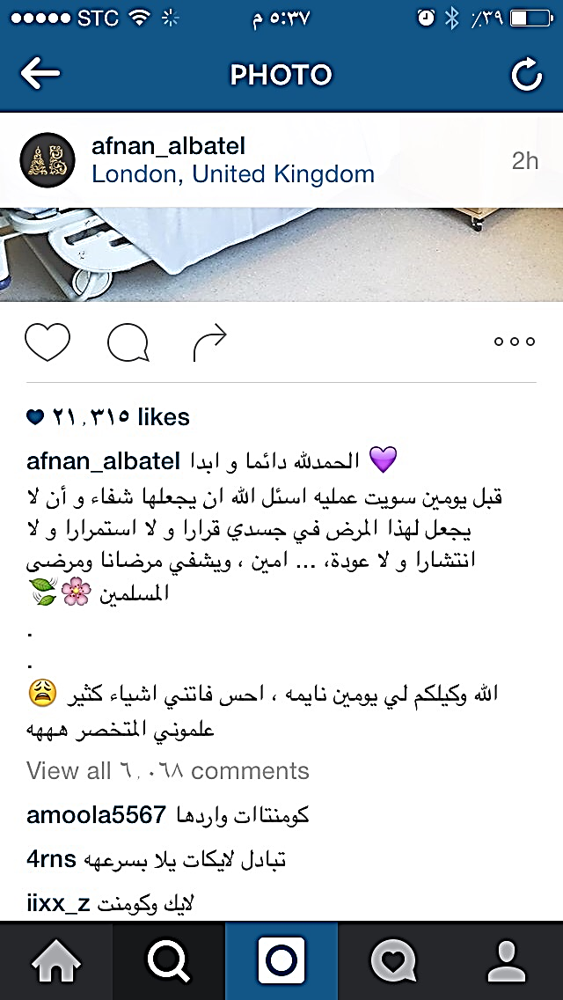 STC ٥:٣٧ م ٪٣٩
PHOTO
afnan_albatel
London, United Kingdom
2h
٢١,٣١٥ likes
afnan_albatel الحمدلله دائما و ابدا 💜
قبل يومين سويت عمليه اسئل الله ان يجعلها شفاء و أن لا
يجعل لهذا المرض في جسدي قرارا و لا استمرارا و لا
انتشارا و لا عودة، ... امين ، ويشفي مرضانا ومرضى
المسلمين 🌸🍃
.
.
الله وكيلكم لي يومين نايمه ، احس فاتني اشياء كثير 😩
علموني المتخصر هههه
View all ٦,٠٦٨ comments
amoola5567 كومنتاات واردها
4rns تبادل لايكات يلا بسرعهه
iixx_z لايك وكومنت